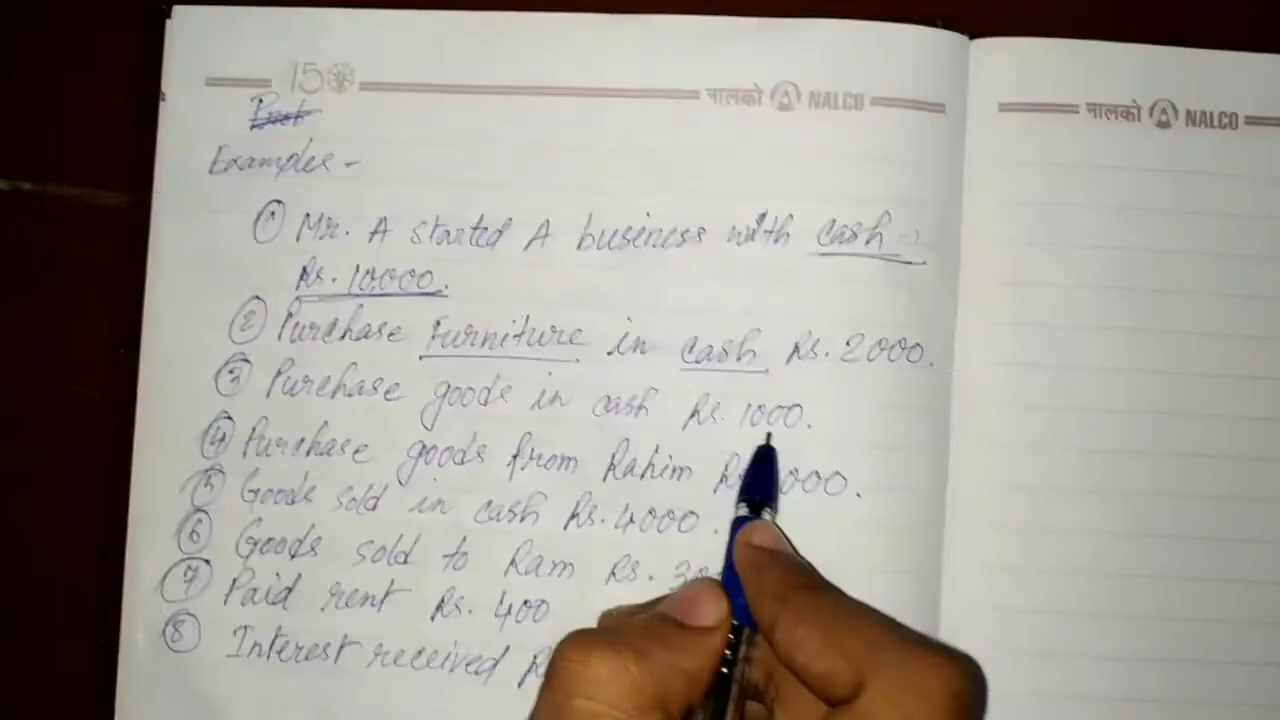 150
नालको NALCO
नालको NALCO
Examples -
① Mr. A started A business with cash -
Rs. 10,000.
② Purchase Furniture in cash Rs. 2000.
③ Purchase goods in cash Rs. 1000.
④ Purchase goods from Rahim 000.
⑤ Goods sold in cash Rs. 4000.
⑥ Goods sold to Ram Rs.
⑦ Paid rent Rs. 400
⑧ Interest received